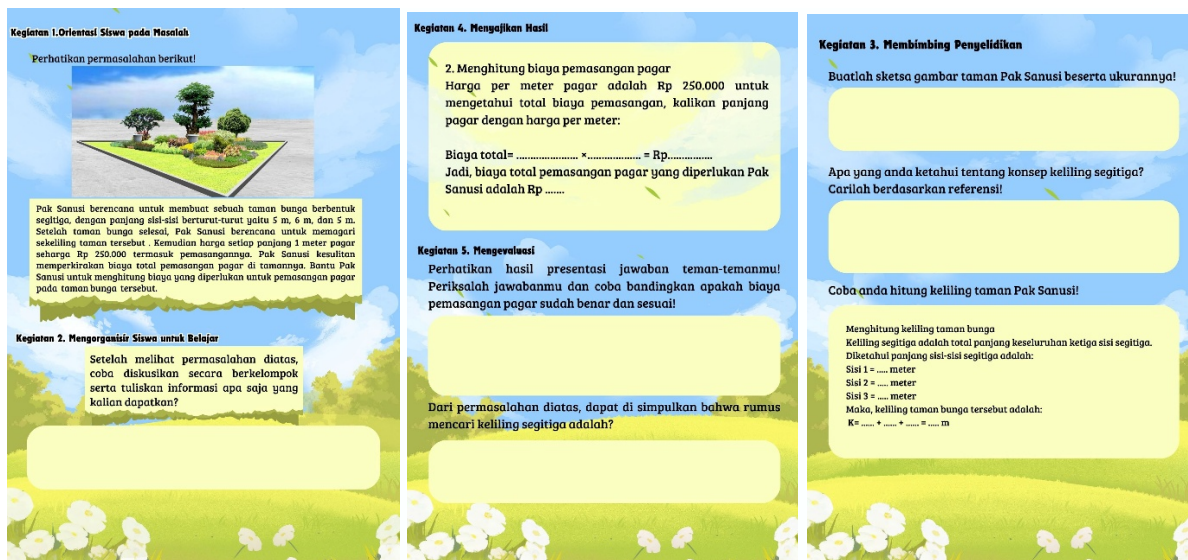 Kegiatan 1.Orientasi Siswa pada Masalah
Perhatikan permasalahan berikut!
Pak Sanusi berencana untuk membuat sebuah taman bunga berbentuk
segitiga, dengan panjang sisi-sisi berturut-turut yaitu 5 m, 6 m, dan 5 m.
Setelah taman bunga selesai, Pak Sanusi berencana untuk memagari
sekeliling taman tersebut . Kemudian harga setiap panjang 1 meter pagar
seharga Rp 250.000 termasuk pemasangannya. Pak Sanusi kesulitan
memperkirakan biaya total pemasangan pagar di tamannya. Bantu Pak
Sanusi untuk menghitung biaya yang diperlukan untuk pemasangan pagar
pada taman bunga tersebut.
Kegiatan 2. Mengorganisir Siswa untuk Belajar
Setelah melihat permasalahan diatas,
coba diskusikan secara berkelompok
serta tuliskan informasi apa saja yang
kalian dapatkan?
Kegiatan 4. Menyajikan Hasil
2. Menghitung biaya pemasangan pagar
Harga per meter pagar adalah Rp 250.000 untuk
mengetahui total biaya pemasangan, kalikan panjang
pagar dengan harga per meter:
Biaya total= ...................... ×................... = Rp................
Jadi, biaya total pemasangan pagar yang diperlukan Pak
Sanusi adalah Rp .......
Kegiatan 5. Mengevaluasi
Perhatikan hasil presentasi jawaban teman-temanmu!
Periksalah jawabanmu dan coba bandingkan apakah biaya
pemasangan pagar sudah benar dan sesuai!
Dari permasalahan diatas, dapat di simpulkan bahwa rumus
mencari keliling segitiga adalah?
Kegiatan 3. Membimbing Penyelidikan
Buatlah sketsa gambar taman Pak Sanusi beserta ukurannya!
Apa yang anda ketahui tentang konsep keliling segitiga?
Carilah berdasarkan referensi!
Coba anda hitung keliling taman Pak Sanusi!
Menghitung keliling taman bunga
Keliling segitiga adalah total panjang keseluruhan ketiga sisi segitiga.
Diketahui panjang sisi-sisi segitiga adalah:
Sisi 1 = ..... meter
Sisi 2 = ..... meter
Sisi 3 = ..... meter
Maka, keliling taman bunga tersebut adalah:
K= ...... + ...... + ...... = ..... m